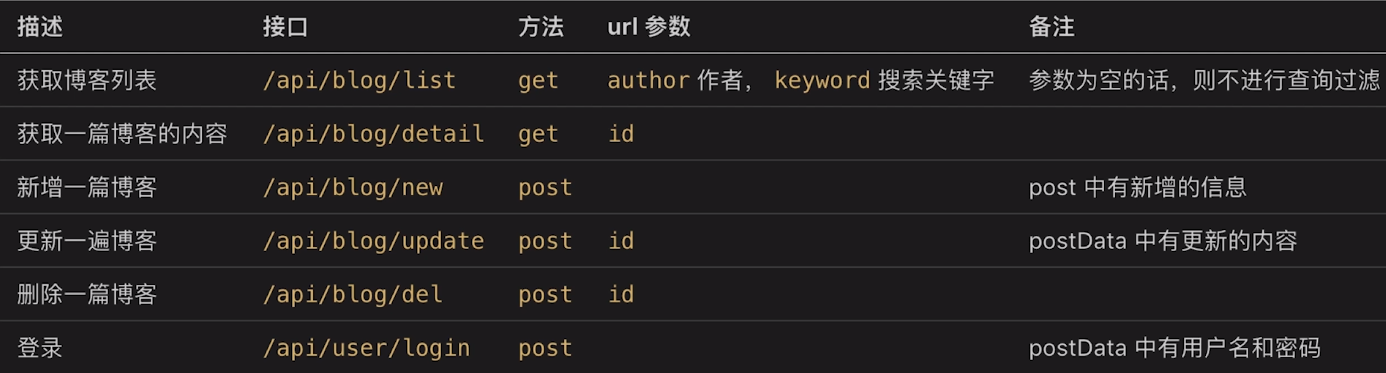 描述 接口 方法 url 参数 备注
获取博客列表 /api/blog/list get author 作者， keyword 搜索关键字 参数为空的话，则不进行查询过滤
获取一篇博客的内容 /api/blog/detail get id
新增一篇博客 /api/blog/new post post 中有新增的信息
更新一遍博客 /api/blog/update post id postData 中有更新的内容
删除一篇博客 /api/blog/del post id
登录 /api/user/login post postData 中有用户名和密码